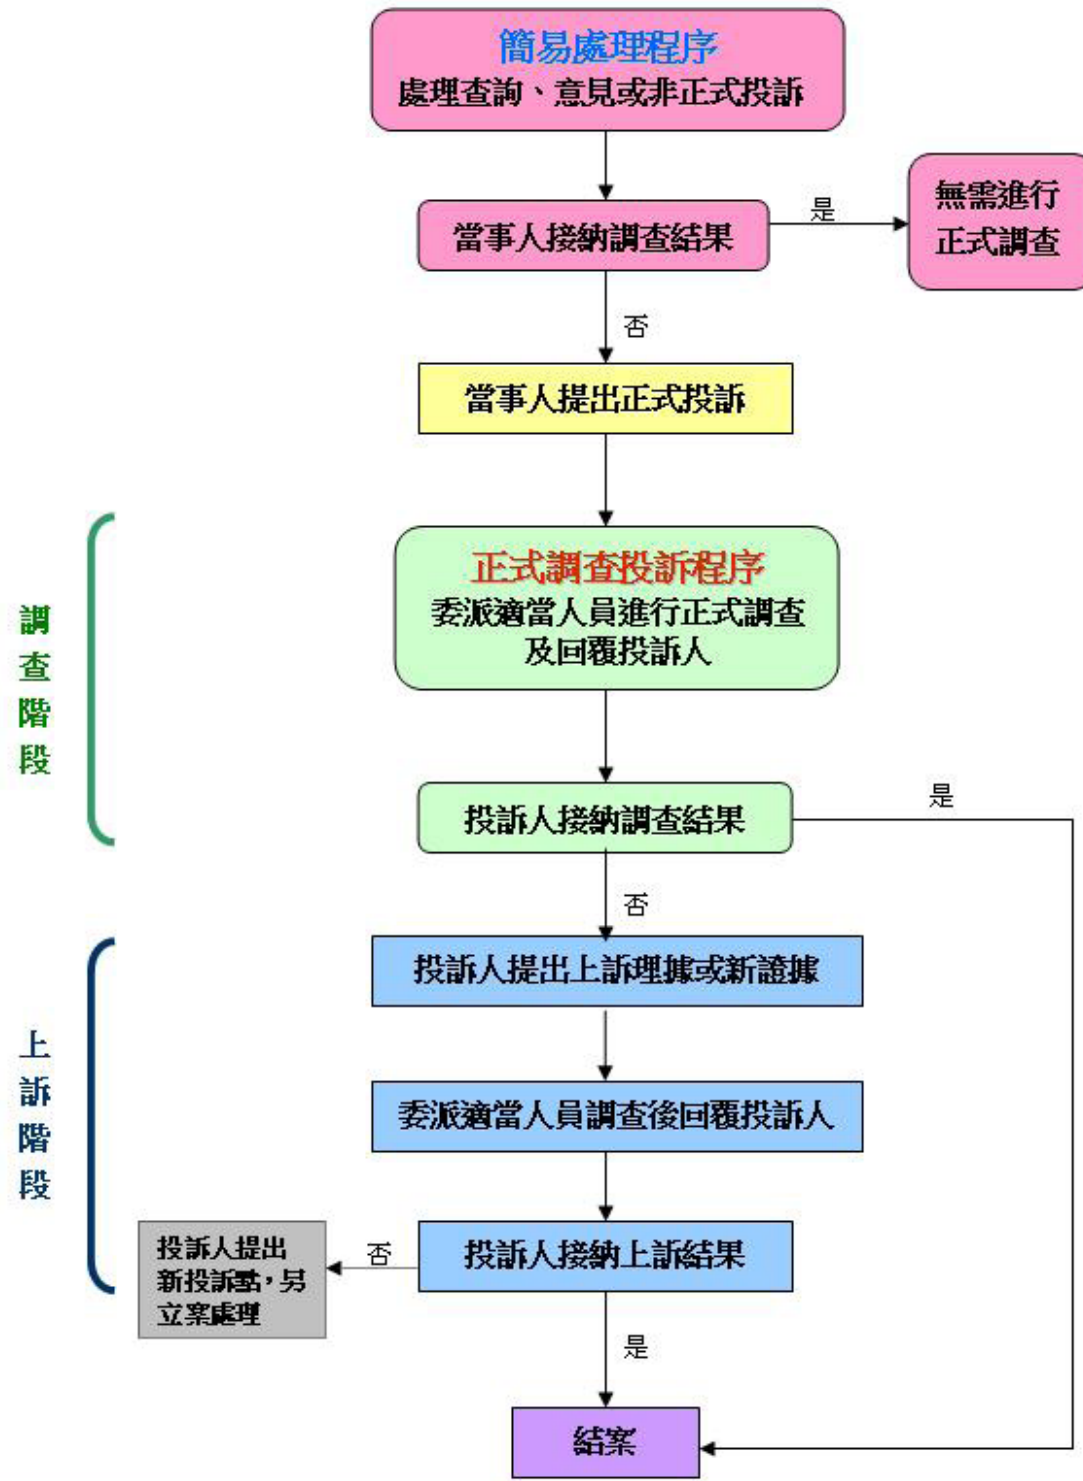 簡易處理程序
處理查詢、意見或非正式投訴
無需進行
正式調查
是
當事人接納調查結果
否
當事人提出正式投訴
調
查
階
段
正式調查投訴程序
委派適當人員進行正式調查
及回覆投訴人
投訴人接納調查結果
是
否
上
訴
階
段
投訴人提出上訴理據或新證據
委派適當人員調查後回覆投訴人
投訴人接納上訴結果
否
投訴人提出
新投訴點，另
立案處理
是
結案